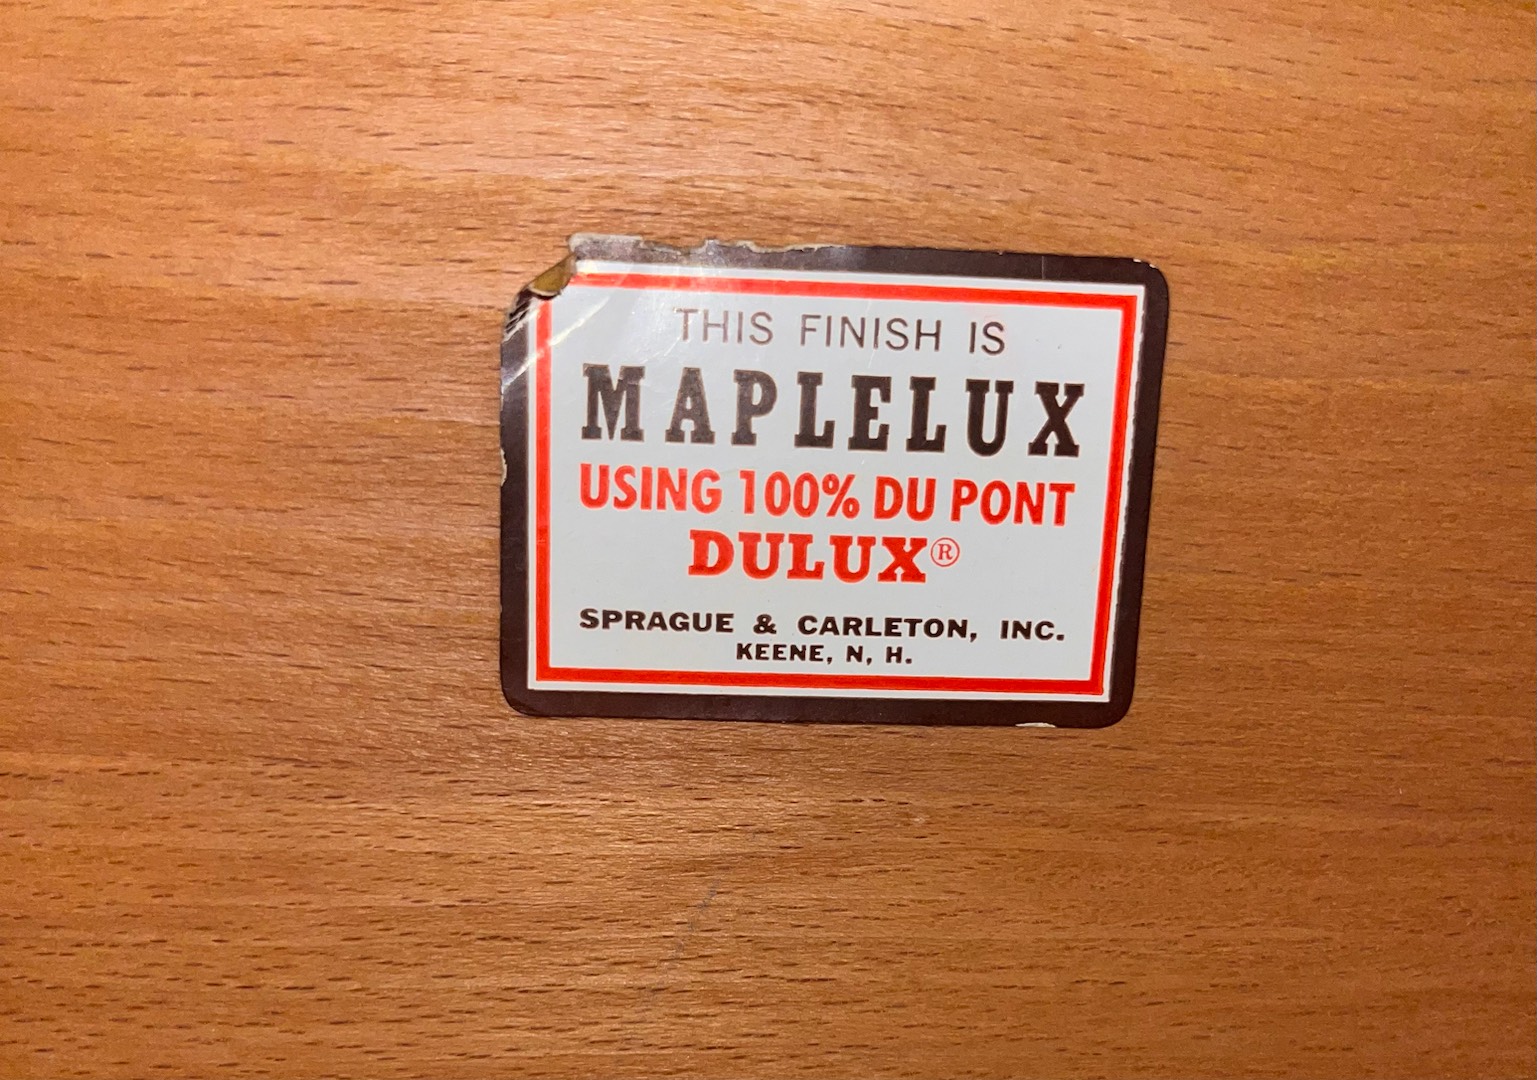 THIS FINISH IS
MAPLELUX
USING 100% DU PONT
DULUX®
SPRAGUE & CARLETON, INC.
KEENE, N, H.